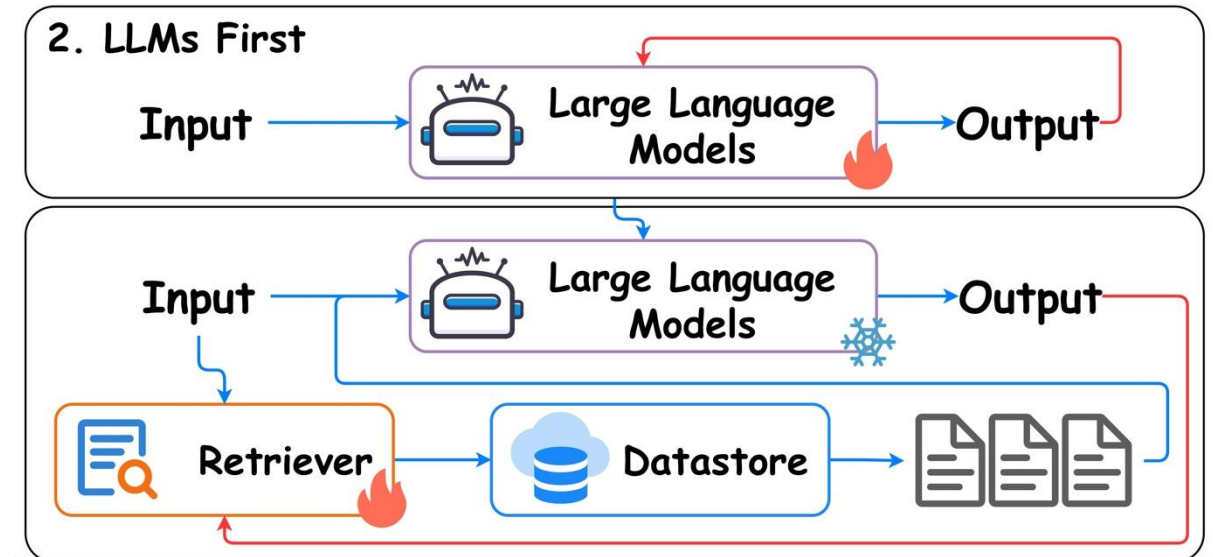 2. LLMs First
Input
Large Language
Models
Output
Input
Large Language
Models
Output
Retriever
Datastore